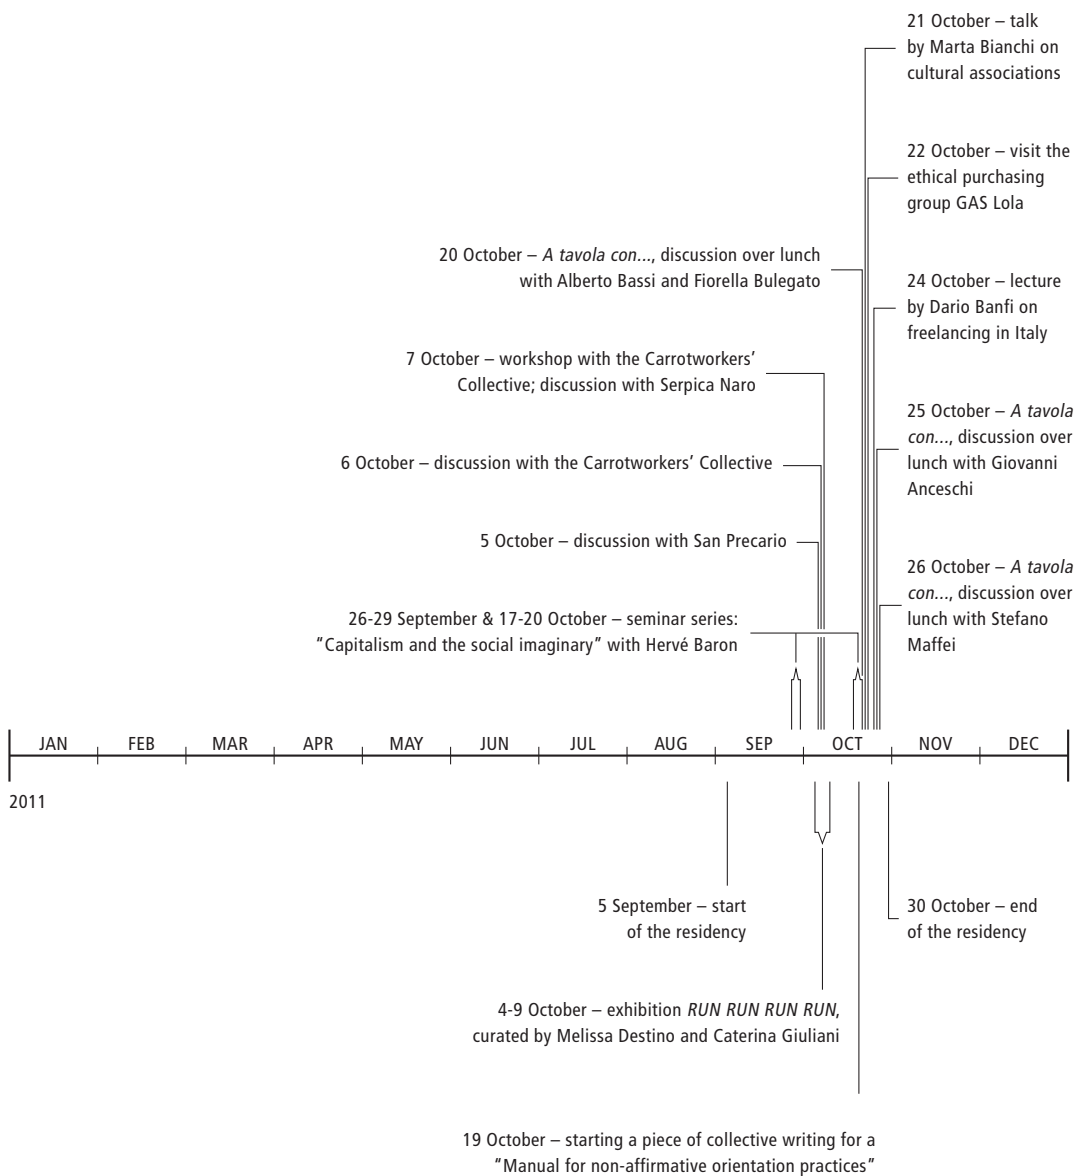 21 October – talk
by Marta Bianchi on
cultural associations
22 October – visit the
ethical purchasing
group GAS Lola
20 October – A tavola con..., discussion over lunch
with Alberto Bassi and Fiorella Bulegato
24 October – lecture
by Dario Banfi on
freelancing in Italy
7 October – workshop with the Carrotworkers’
Collective; discussion with Serpica Naro
25 October – A tavola
con..., discussion over
lunch with Giovanni
Anceschi
6 October – discussion with the Carrotworkers’ Collective
5 October – discussion with San Precario
26 October – A tavola
con..., discussion over
lunch with Stefano
Maffei
26-29 September & 17-20 October – seminar series:
“Capitalism and the social imaginary” with Hervé Baron
JAN FEB MAR APR MAY JUN JUL AUG SEP OCT NOV DEC
2011
5 September – start
of the residency
30 October – end
of the residency
4-9 October – exhibition RUN RUN RUN RUN,
curated by Melissa Destino and Caterina Giuliani
19 October – starting a piece of collective writing for a
“Manual for non-affirmative orientation practices”